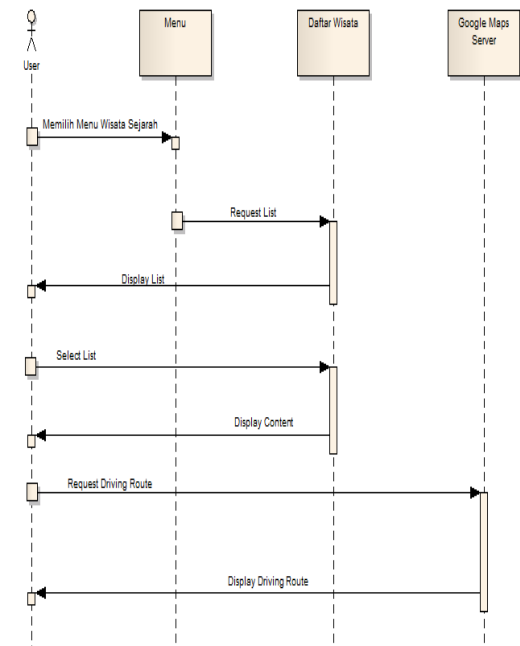 User
Menu
Daftar Wisata
Google Maps
Server
Memilih Menu Wisata Sejarah
Request List
Display List
Select List
Display Content
Request Driving Route
Display Driving Route